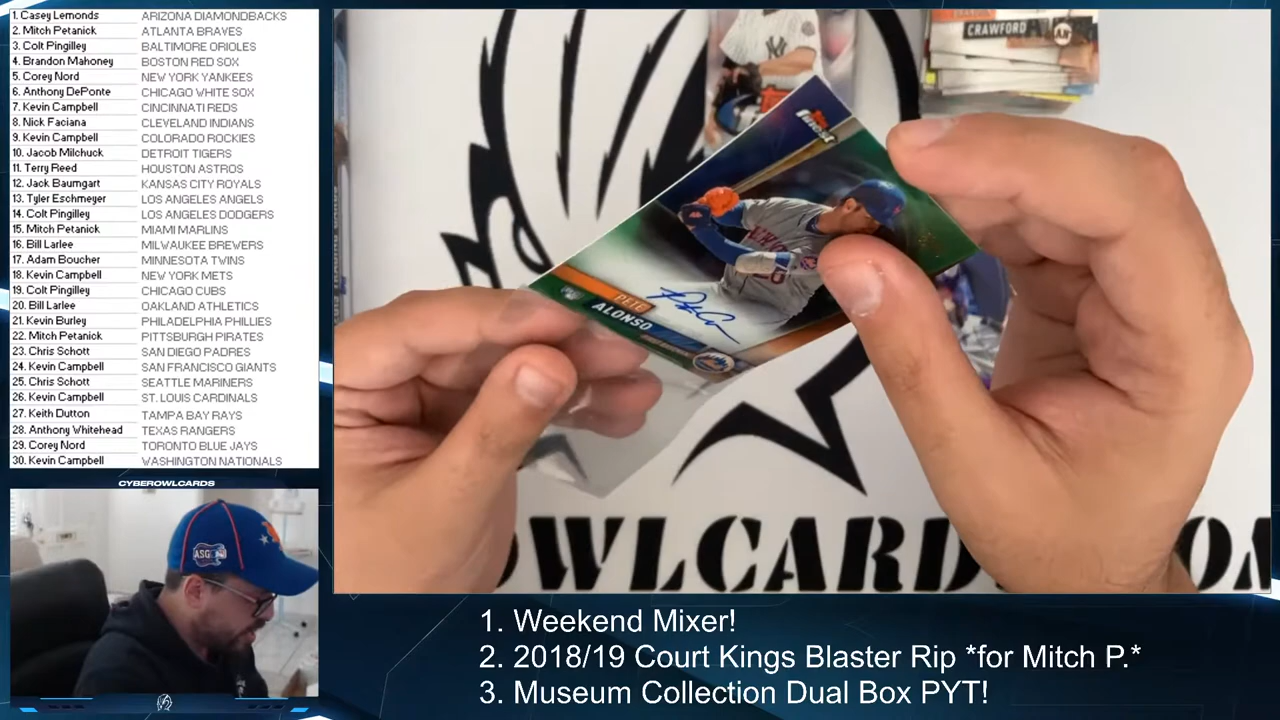 1. Casey Lemonds ARIZONA DIAMONDBACKS
2. Mitch Petanick ATLANTA BRAVES
3. Colt Pingilley BALTIMORE ORIOLES
4. Brandon Mahoney BOSTON RED SOX
5. Corey Nord NEW YORK YANKEES
6. Anthony DePonte CHICAGO WHITE SOX
7. Kevin Campbell CINCINNATI REDS
8. Nick Faciana CLEVELAND INDIANS
9. Kevin Campbell COLORADO ROCKIES
10. Jacob Milchuck DETROIT TIGERS
11. Terry Reed HOUSTON ASTROS
12. Jack Baumgart KANSAS CITY ROYALS
13. Tyler Eschmeyer LOS ANGELES ANGELS
14. Colt Pingilley LOS ANGELES DODGERS
15. Mitch Petanick MIAMI MARLINS
16. Bill Larlee MILWAUKEE BREWERS
17. Adam Boucher MINNESOTA TWINS
18. Kevin Campbell NEW YORK METS
19. Colt Pingilley CHICAGO CUBS
20. Bill Larlee OAKLAND ATHLETICS
21. Kevin Burley PHILADELPHIA PHILLIES
22. Mitch Petanick PITTSBURGH PIRATES
23. Chris Schott SAN DIEGO PADRES
24. Kevin Campbell SAN FRANCISCO GIANTS
25. Chris Schott SEATTLE MARINERS
26. Kevin Campbell ST. LOUIS CARDINALS
27. Keith Dutton TAMPA BAY RAYS
28. Anthony Whitehead TEXAS RANGERS
29. Corey Nord TORONTO BLUE JAYS
30. Kevin Campbell WASHINGTON NATIONALS
CYBEROWLCARDS
ASG
CRAWFORD
Topps
finest
PETE
ALONSO
OWLCARD
OM
1. Weekend Mixer!
2. 2018/19 Court Kings Blaster Rip *for Mitch P.*
3. Museum Collection Dual Box PYT!